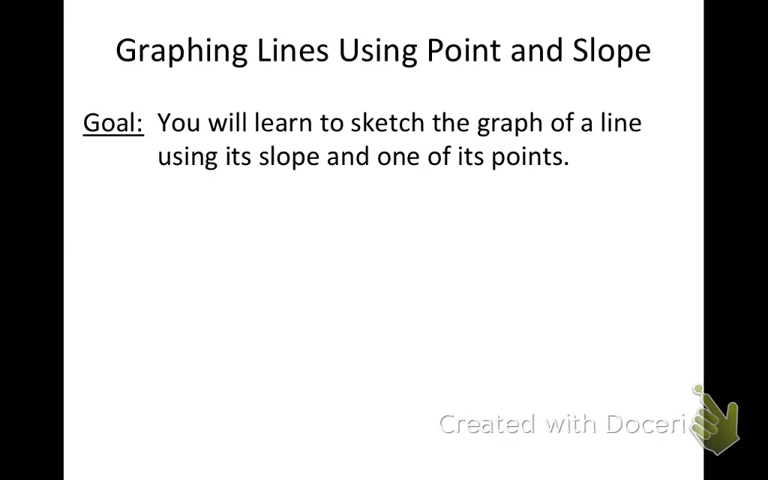 Graphing Lines Using Point and Slope
Goal: You will learn to sketch the graph of a line
using its slope and one of its points.
Created with Doceri